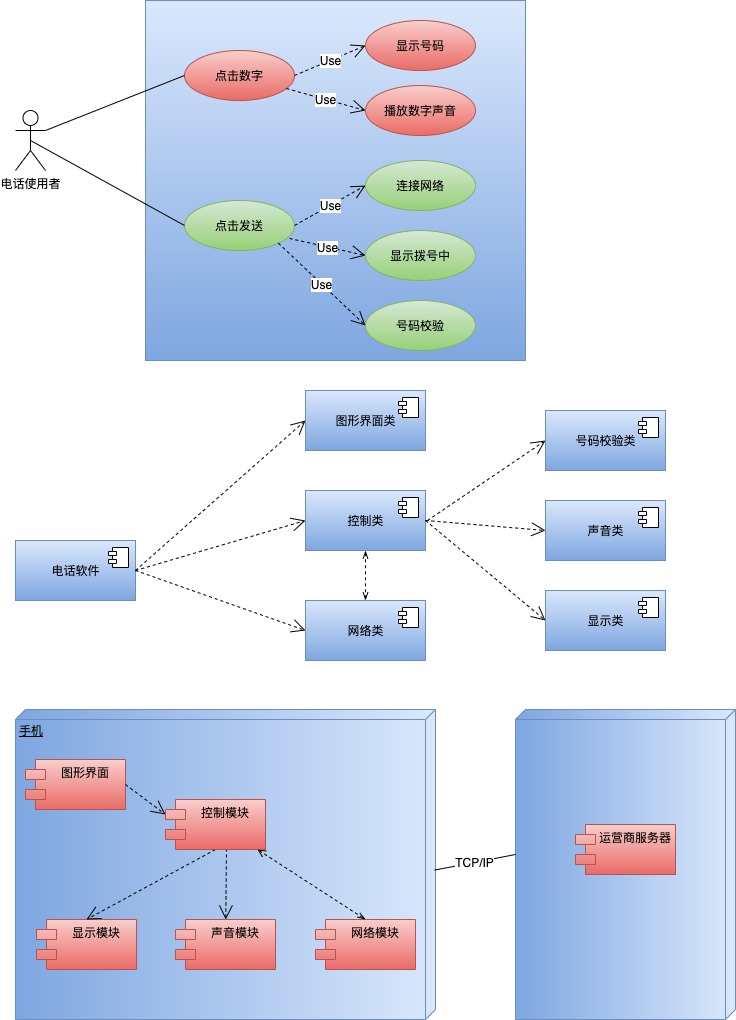 显示号码
Use
点击数字
Use
播放数字声音
电话使用者
连接网络
Use
点击发送
Use
显示拨号中
Use
号码校验
图形界面类
号码校验类
控制类
声音类
电话软件
网络类
显示类
手机
图形界面
控制模块
运营商服务器
TCP/IP
显示模块
声音模块
网络模块